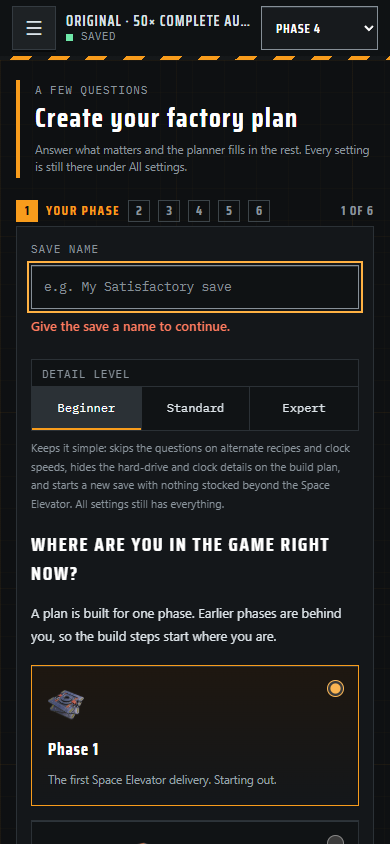 ☰
ORIGINAL · 50× COMPLETE AU...
SAVED
PHASE 4
A FEW QUESTIONS
Create your factory plan
Answer what matters and the planner fills in the rest. Every setting
is still there under All settings.
1 YOUR PHASE 2 3 4 5 6 1 OF 6
SAVE NAME
e.g. My Satisfactory save
Give the save a name to continue.
DETAIL LEVEL
Beginner Standard Expert
Keeps it simple: skips the questions on alternate recipes and clock
speeds, hides the hard-drive and clock details on the build plan,
and starts a new save with nothing stocked beyond the Space
Elevator. All settings still has everything.
WHERE ARE YOU IN THE GAME RIGHT
NOW?
A plan is built for one phase. Earlier phases are behind
you, so the build steps start where you are.
Phase 1
The first Space Elevator delivery. Starting out.